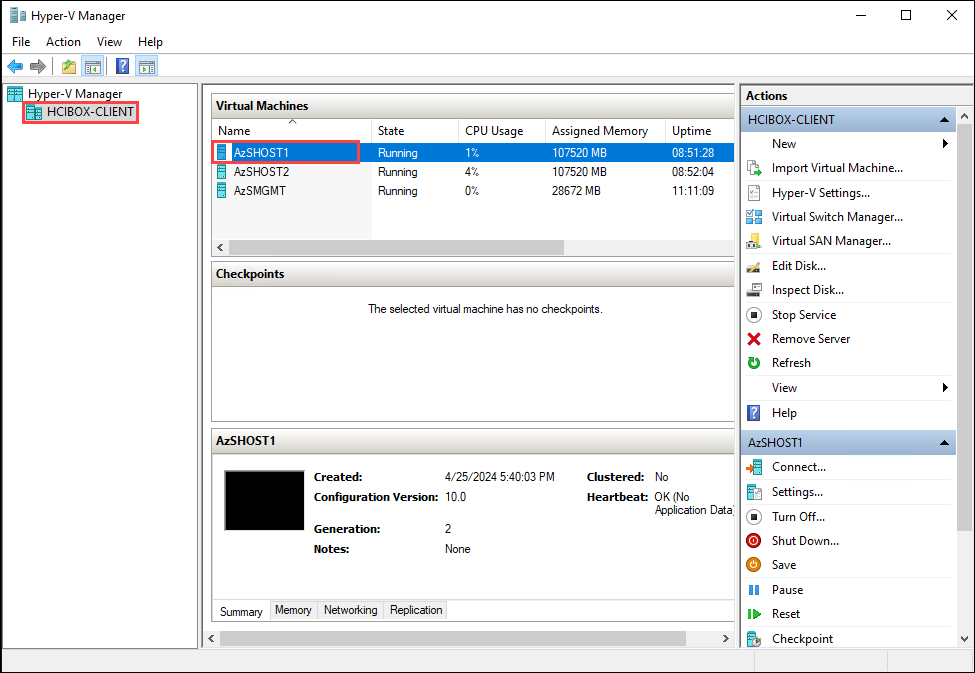 Hyper-V Manager
File Action View Help
Hyper-V Manager
HCIBOX-CLIENT
Virtual Machines
Name State CPU Usage Assigned Memory Uptime
AzSHOST1 Running 1% 107520 MB 08:51:28
AzSHOST2 Running 4% 107520 MB 08:52:04
AzSMGMT Running 0% 28672 MB 11:11:09
Checkpoints
The selected virtual machine has no checkpoints.
AzSHOST1
Created: 4/25/2024 5:40:03 PM Clustered: No
Configuration Version: 10.0 Heartbeat: OK (No
Application Data)
Generation: 2
Notes: None
Summary Memory Networking Replication
Actions
HCIBOX-CLIENT
New
Import Virtual Machine...
Hyper-V Settings...
Virtual Switch Manager...
Virtual SAN Manager...
Edit Disk...
Inspect Disk...
Stop Service
Remove Server
Refresh
View
Help
AzSHOST1
Connect...
Settings...
Turn Off...
Shut Down...
Save
Pause
Reset
Checkpoint